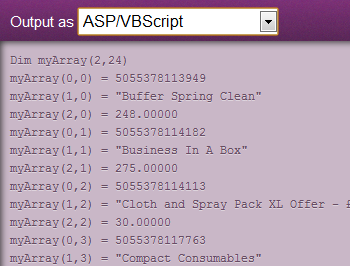 Output as ASP/VBScript
Dim myArray(2,24)
myArray(0,0) = 5055378113949
myArray(1,0) = "Buffer Spring Clean"
myArray(2,0) = 248.00000
myArray(0,1) = 5055378114182
myArray(1,1) = "Business In A Box"
myArray(2,1) = 275.00000
myArray(0,2) = 5055378114113
myArray(1,2) = "Cloth and Spray Pack XL Offer -
myArray(2,2) = 30.00000
myArray(0,3) = 5055378117763
myArray(1,3) = "Compact Consumables"